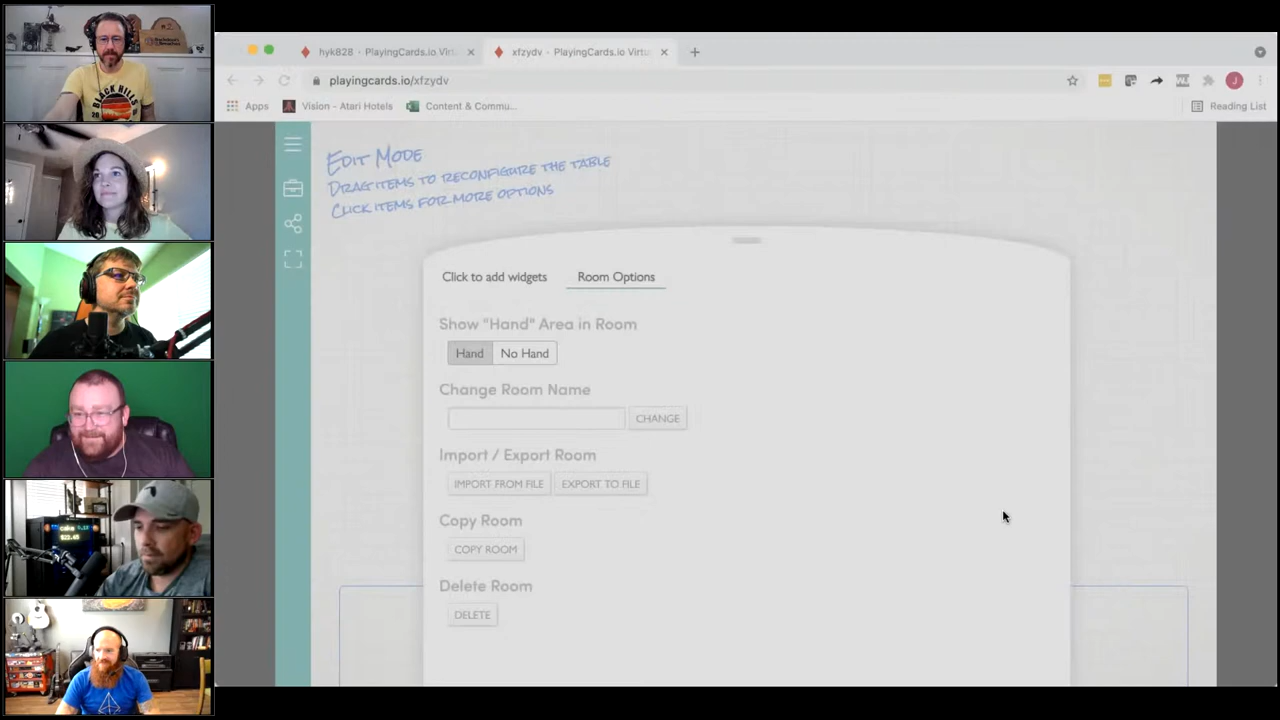 hyk828 · PlayingCards.io Virt
xfzydv · PlayingCards.io Virtu
playingcards.io/xfzydv
J
Apps
Vision - Atari Hotels
Content & Commu...
Reading List
EDIT MODE
DRAG ITEMS TO RECONFIGURE THE TABLE
CLICK ITEMS FOR MORE OPTIONS
Click to add widgets
Room Options
Show "Hand" Area in Room
Hand
No Hand
Change Room Name
CHANGE
Import / Export Room
IMPORT FROM FILE
EXPORT TO FILE
Copy Room
COPY ROOM
Delete Room
DELETE
BLACK HILLS